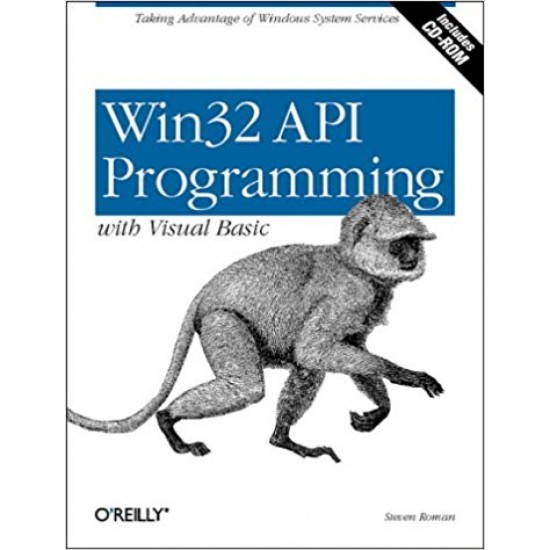 Taking Advantage of Windows System Services
Includes
CD-ROM
Win32 API
Programming
with Visual Basic
O'REILLY®
Steven Roman